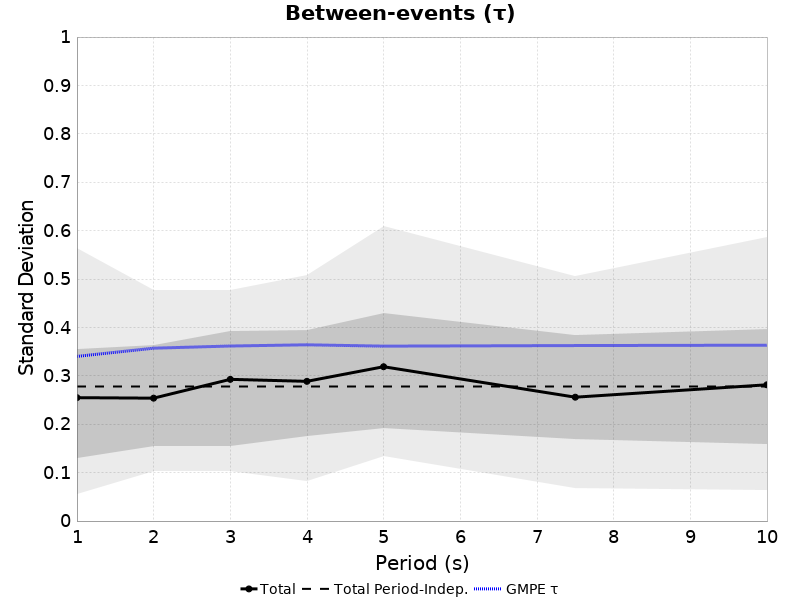 Between-events (τ)
1
0.9
0.8
0.7
0.6
0.5
0.4
0.3
0.2
0.1
0
Standard Deviation
1 2 3 4 5 6 7 8 9 10
Period (s)
Total Total Period-Indep. GMPE τ